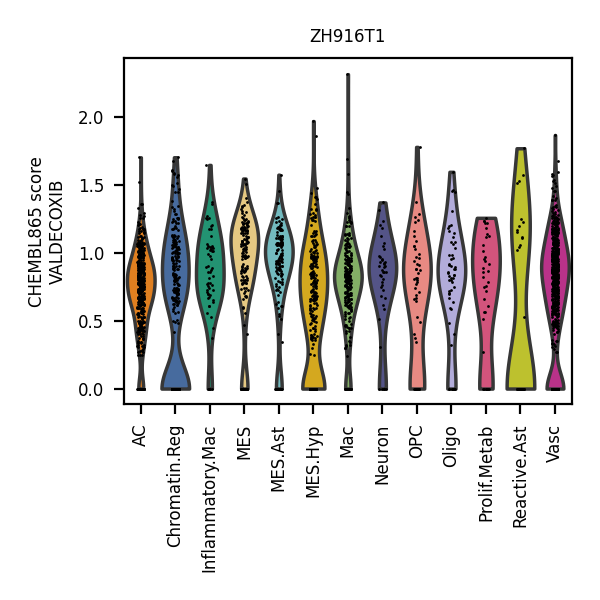 ZH916T1
CHEMBL865 score
VALDECOXIB
2.0
1.5
1.0
0.5
0.0
AC
Chromatin.Reg
Inflammatory.Mac
MES
MES.Ast
MES.Hyp
Mac
Neuron
OPC
Oligo
Prolif.Metab
Reactive.Ast
Vasc